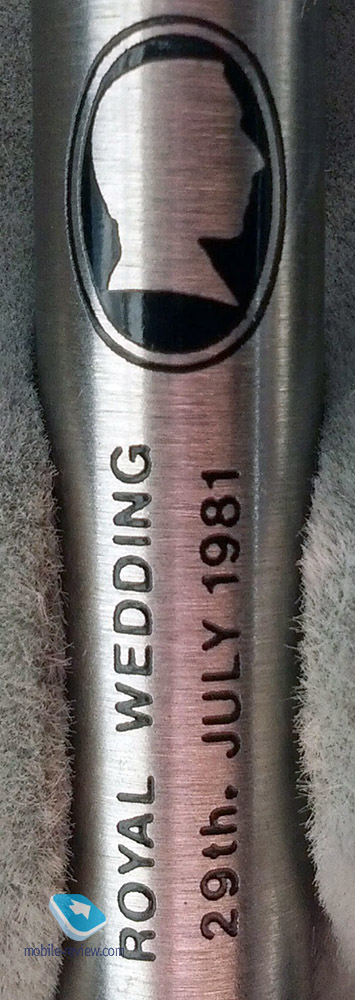 ROYAL WEDDING
29th. JULY 1981
mobile-review.com